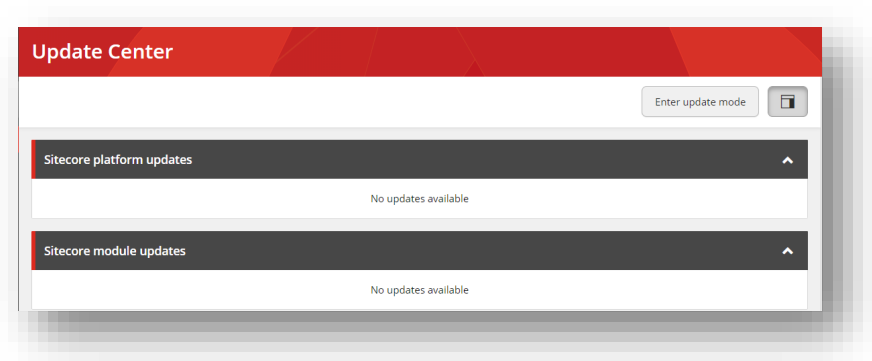 Update Center
Enter update mode
Sitecore platform updates
No updates available
Sitecore module updates
No updates available